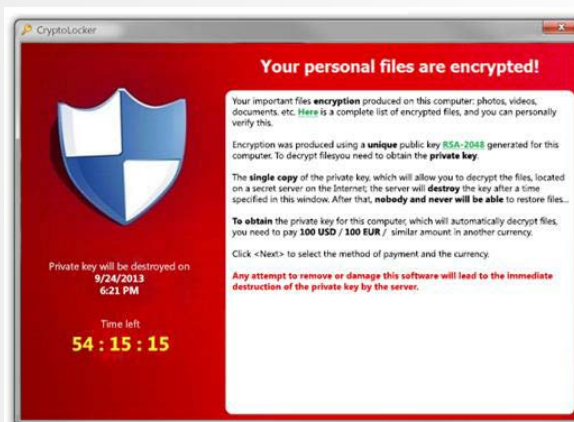 CryptoLocker
Your personal files are encrypted!
Your important files encryption produced on this computer: photos, videos,
documents, etc. Here is a complete list of encrypted files, and you can personally
verify this.
Encryption was produced using a unique public key RSA-2048 generated for this
computer. To decrypt filesyou need to obtain the private key.
The single copy of the private key, which will allow you to decrypt the files, located
on a secret server on the Internet; the server will destroy the key after a time
specified in this window. After that, nobody and never will be able to restore files...
To obtain the private key for this computer, which will automatically decrypt files,
you need to pay 100 USD / 100 EUR / similar amount in another currency.
Click <Next> to select the method of payment and the currency.
Any attempt to remove or damage this software will lead to the immediate
destruction of the private key by the server.
Private key will be destroyed on
9/24/2013
6:21 PM
Time left
54 : 15 : 15